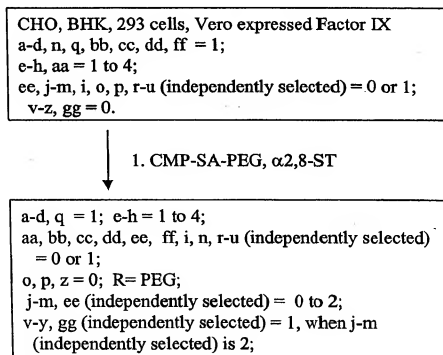 CHO, BHK, 293 cells, Vero expressed Factor IX
a-d, n, q, bb, cc, dd, ff = 1;
e-h, aa = 1 to 4;
ee, j-m, i, o, p, r-u (independently selected) = 0 or 1;
v-z, gg = 0.
1. CMP-SA-PEG, α2,8-ST
a-d, q = 1; e-h = 1 to 4;
aa, bb, cc, dd, ee, ff, i, n, r-u (independently selected)
= 0 or 1;
o, p, z = 0; R= PEG;
j-m, ee (independently selected) = 0 to 2;
v-y, gg (independently selected) = 1, when j-m
(independently selected) is 2;